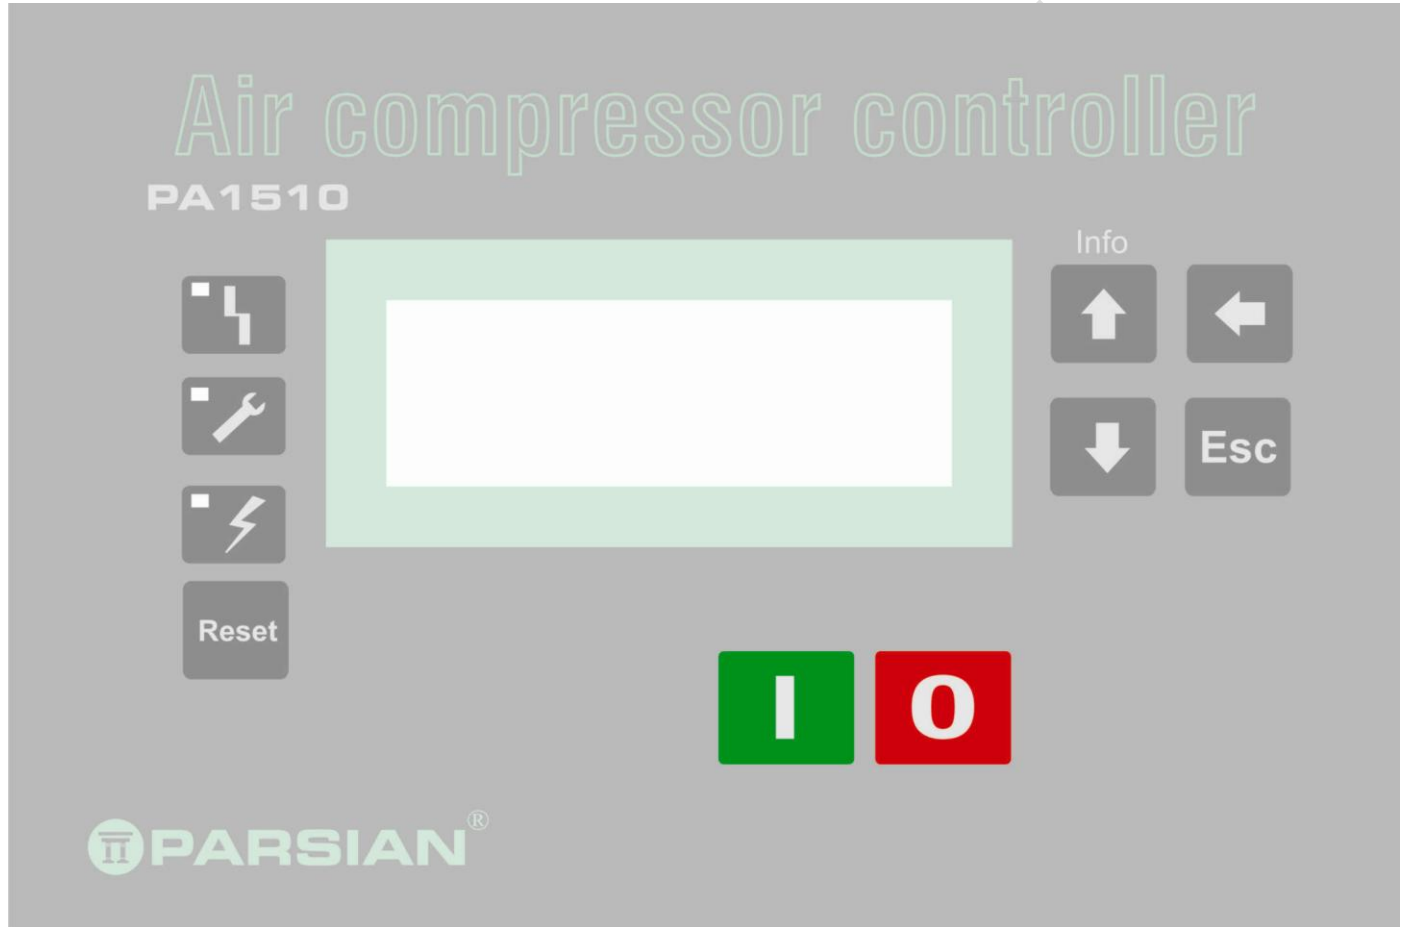 Air compressor controller
PA1510
Info
Esc
Reset
I O
PARSIAN®